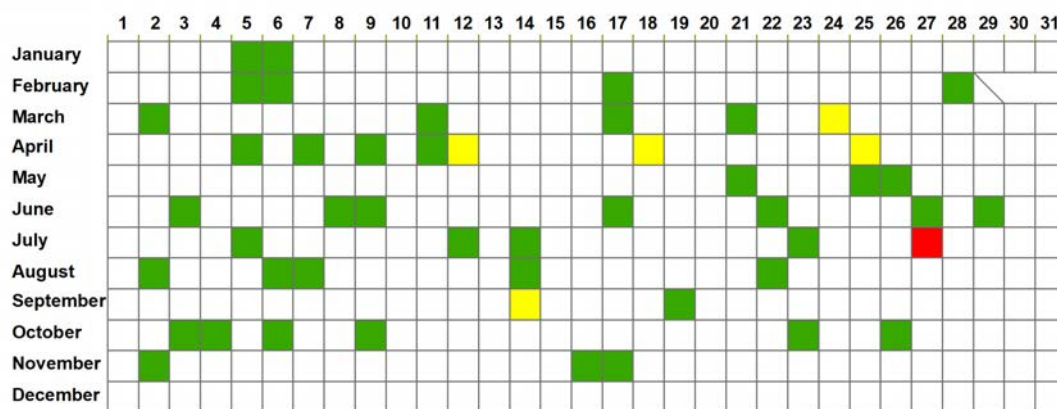 1 2 3 4 5 6 7 8 9 10 11 12 13 14 15 16 17 18 19 20 21 22 23 24 25 26 27 28 29 30 31
January
February
March
April
May
June
July
August
September
October
November
December